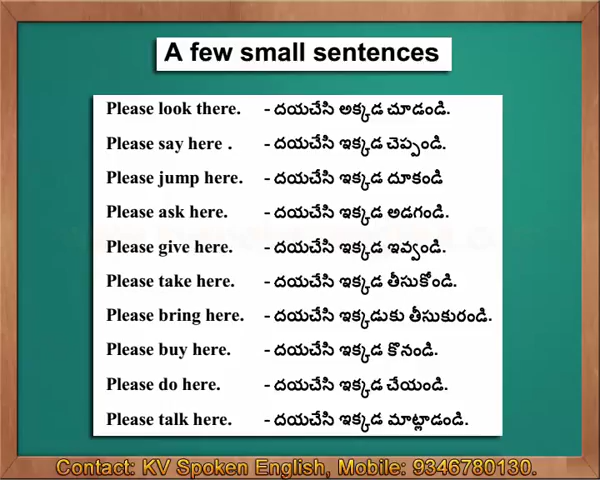 A few small sentences
Please look there. - దయచేసి అక్కడ చూడండి.
Please say here . - దయచేసి ఇక్కడ చెప్పండి.
Please jump here. - దయచేసి ఇక్కడ దూకండి
Please ask here. - దయచేసి ఇక్కడ అడగండి.
Please give here. - దయచేసి ఇక్కడ ఇవ్వండి.
Please take here. - దయచేసి ఇక్కడ తీసుకోండి.
Please bring here. - దయచేసి ఇక్కడుకు తీసుకురండి.
Please buy here. - దయచేసి ఇక్కడ కొనండి.
Please do here. - దయచేసి ఇక్కడ చేయండి.
Please talk here. - దయచేసి ఇక్కడ మాట్లాడండి.
Contact: KV Spoken English, Mobile: 9346780130.